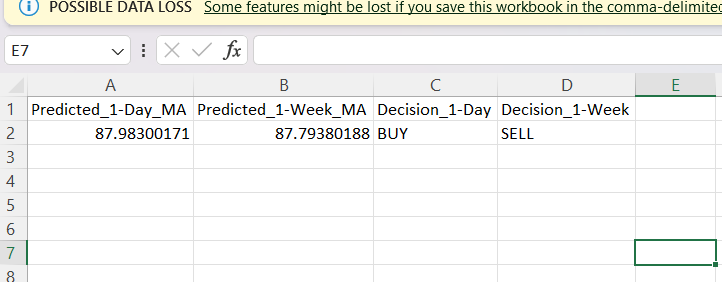 POSSIBLE DATA LOSS Some features might be lost if you save this workbook in the comma-delimited
E7 fx
A B C D E
1 Predicted_1-Day_MA Predicted_1-Week_MA Decision_1-Day Decision_1-Week
2 87.98300171 87.79380188 BUY SELL
3
4
5
6
7
8